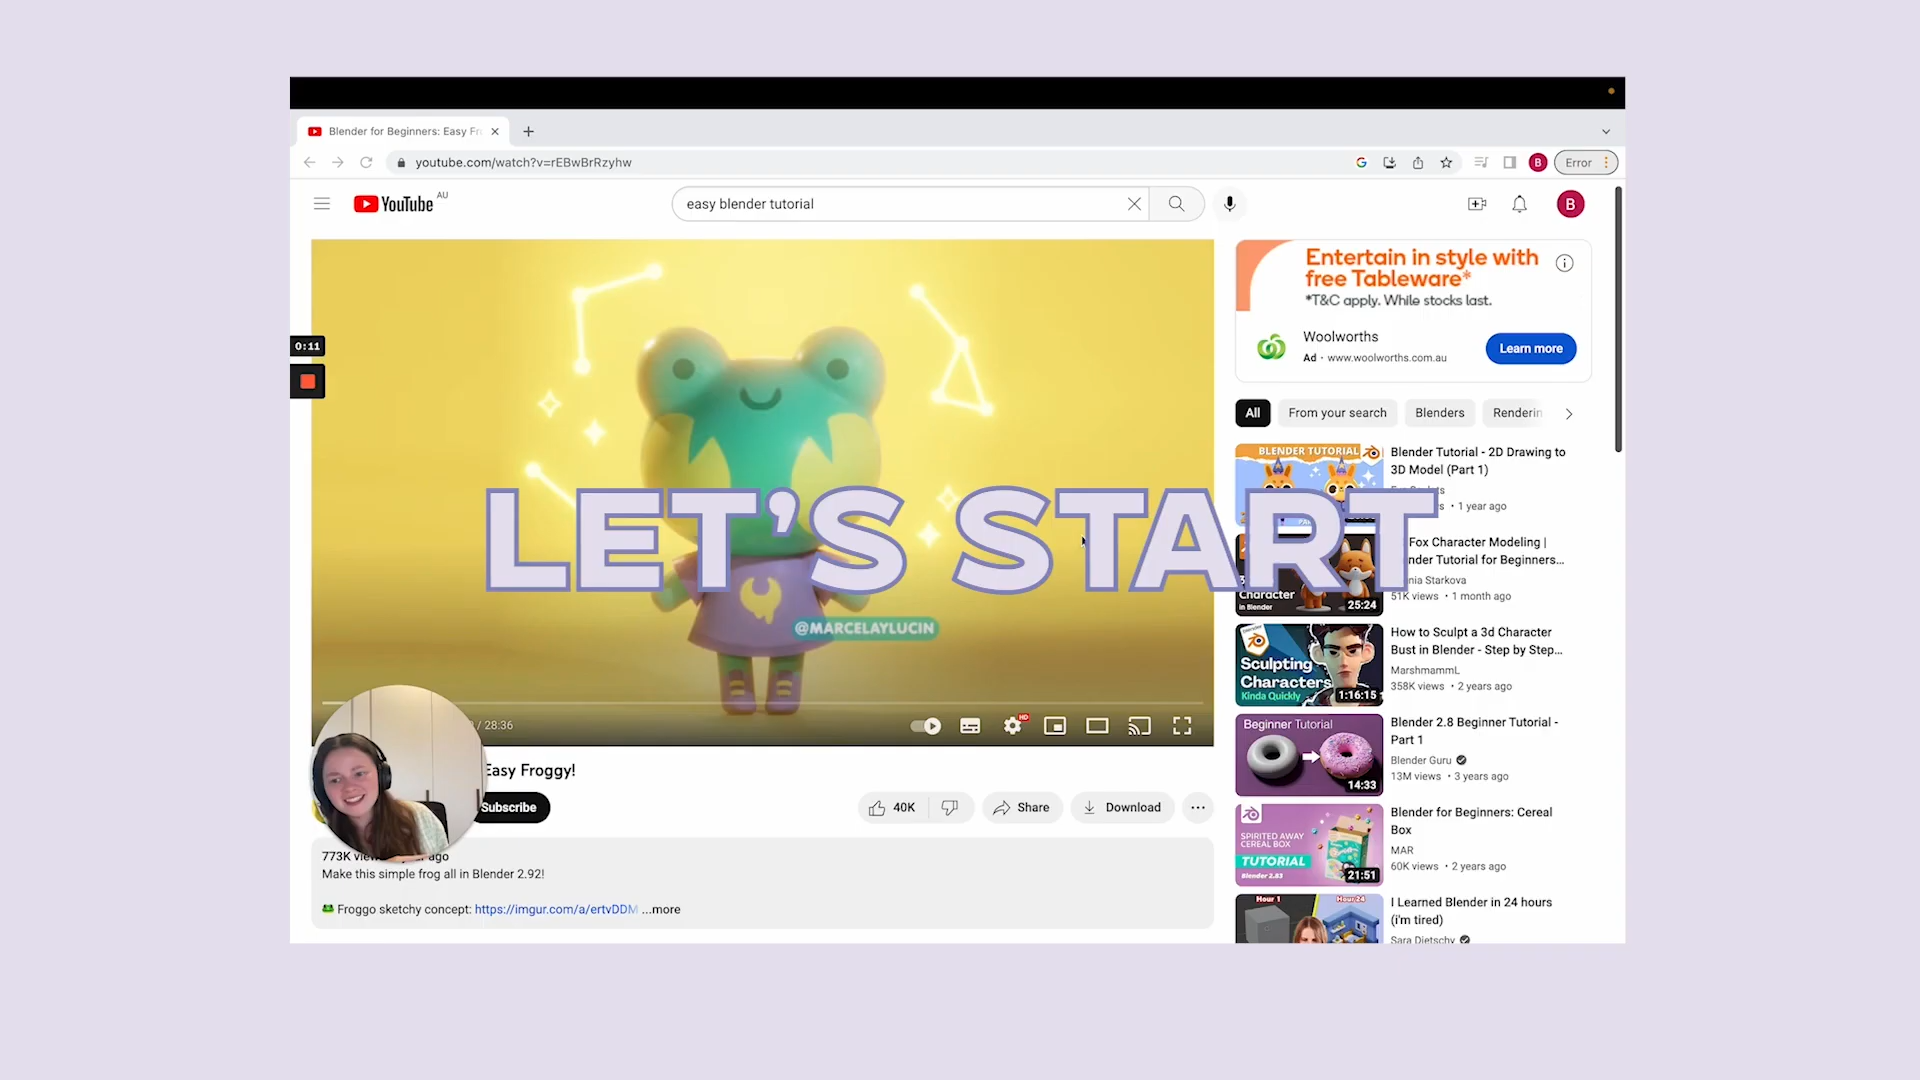 Blender for Beginners: Easy Fr
youtube.com/watch?v=rEBwBrRzyhw
Error
YouTube AU
easy blender tutorial
B
0:11
@MARCELAYLUCIN
LET'S START
/ 28:36
HD
Easy Froggy!
Subscribe
40K
Share
Download
773K ago
Make this simple frog all in Blender 2.92!
Froggo sketchy concept: https://imgur.com/a/ertvDDM ...more
Entertain in style with
free Tableware*
*T&C apply. While stocks last.
Woolworths
Ad · www.woolworths.com.au
Learn more
All
From your search
Blenders
Renderin
BLENDER TUTORIAL
Blender Tutorial - 2D Drawing to
3D Model (Part 1)
• 1 year ago
Fox Character Modeling |
Tutorial for Beginners...
Starkova
51K views • 1 month ago
Character
in Blender
25:24
How to Sculpt a 3d Character
Bust in Blender - Step by Step...
MarshmammL
358K views • 2 years ago
Sculpting
Characters
Kinda Quickly
1:16:15
Blender 2.8 Beginner Tutorial -
Part 1
Blender Guru
13M views • 3 years ago
Beginner Tutorial
14:33
Blender for Beginners: Cereal
Box
MAR
60K views • 2 years ago
SPIRITED AWAY
CEREAL BOX
TUTORIAL
Blender 2.83
21:51
I Learned Blender in 24 hours
(i'm tired)
Sara Dietschy
Hour 1
Hour 24